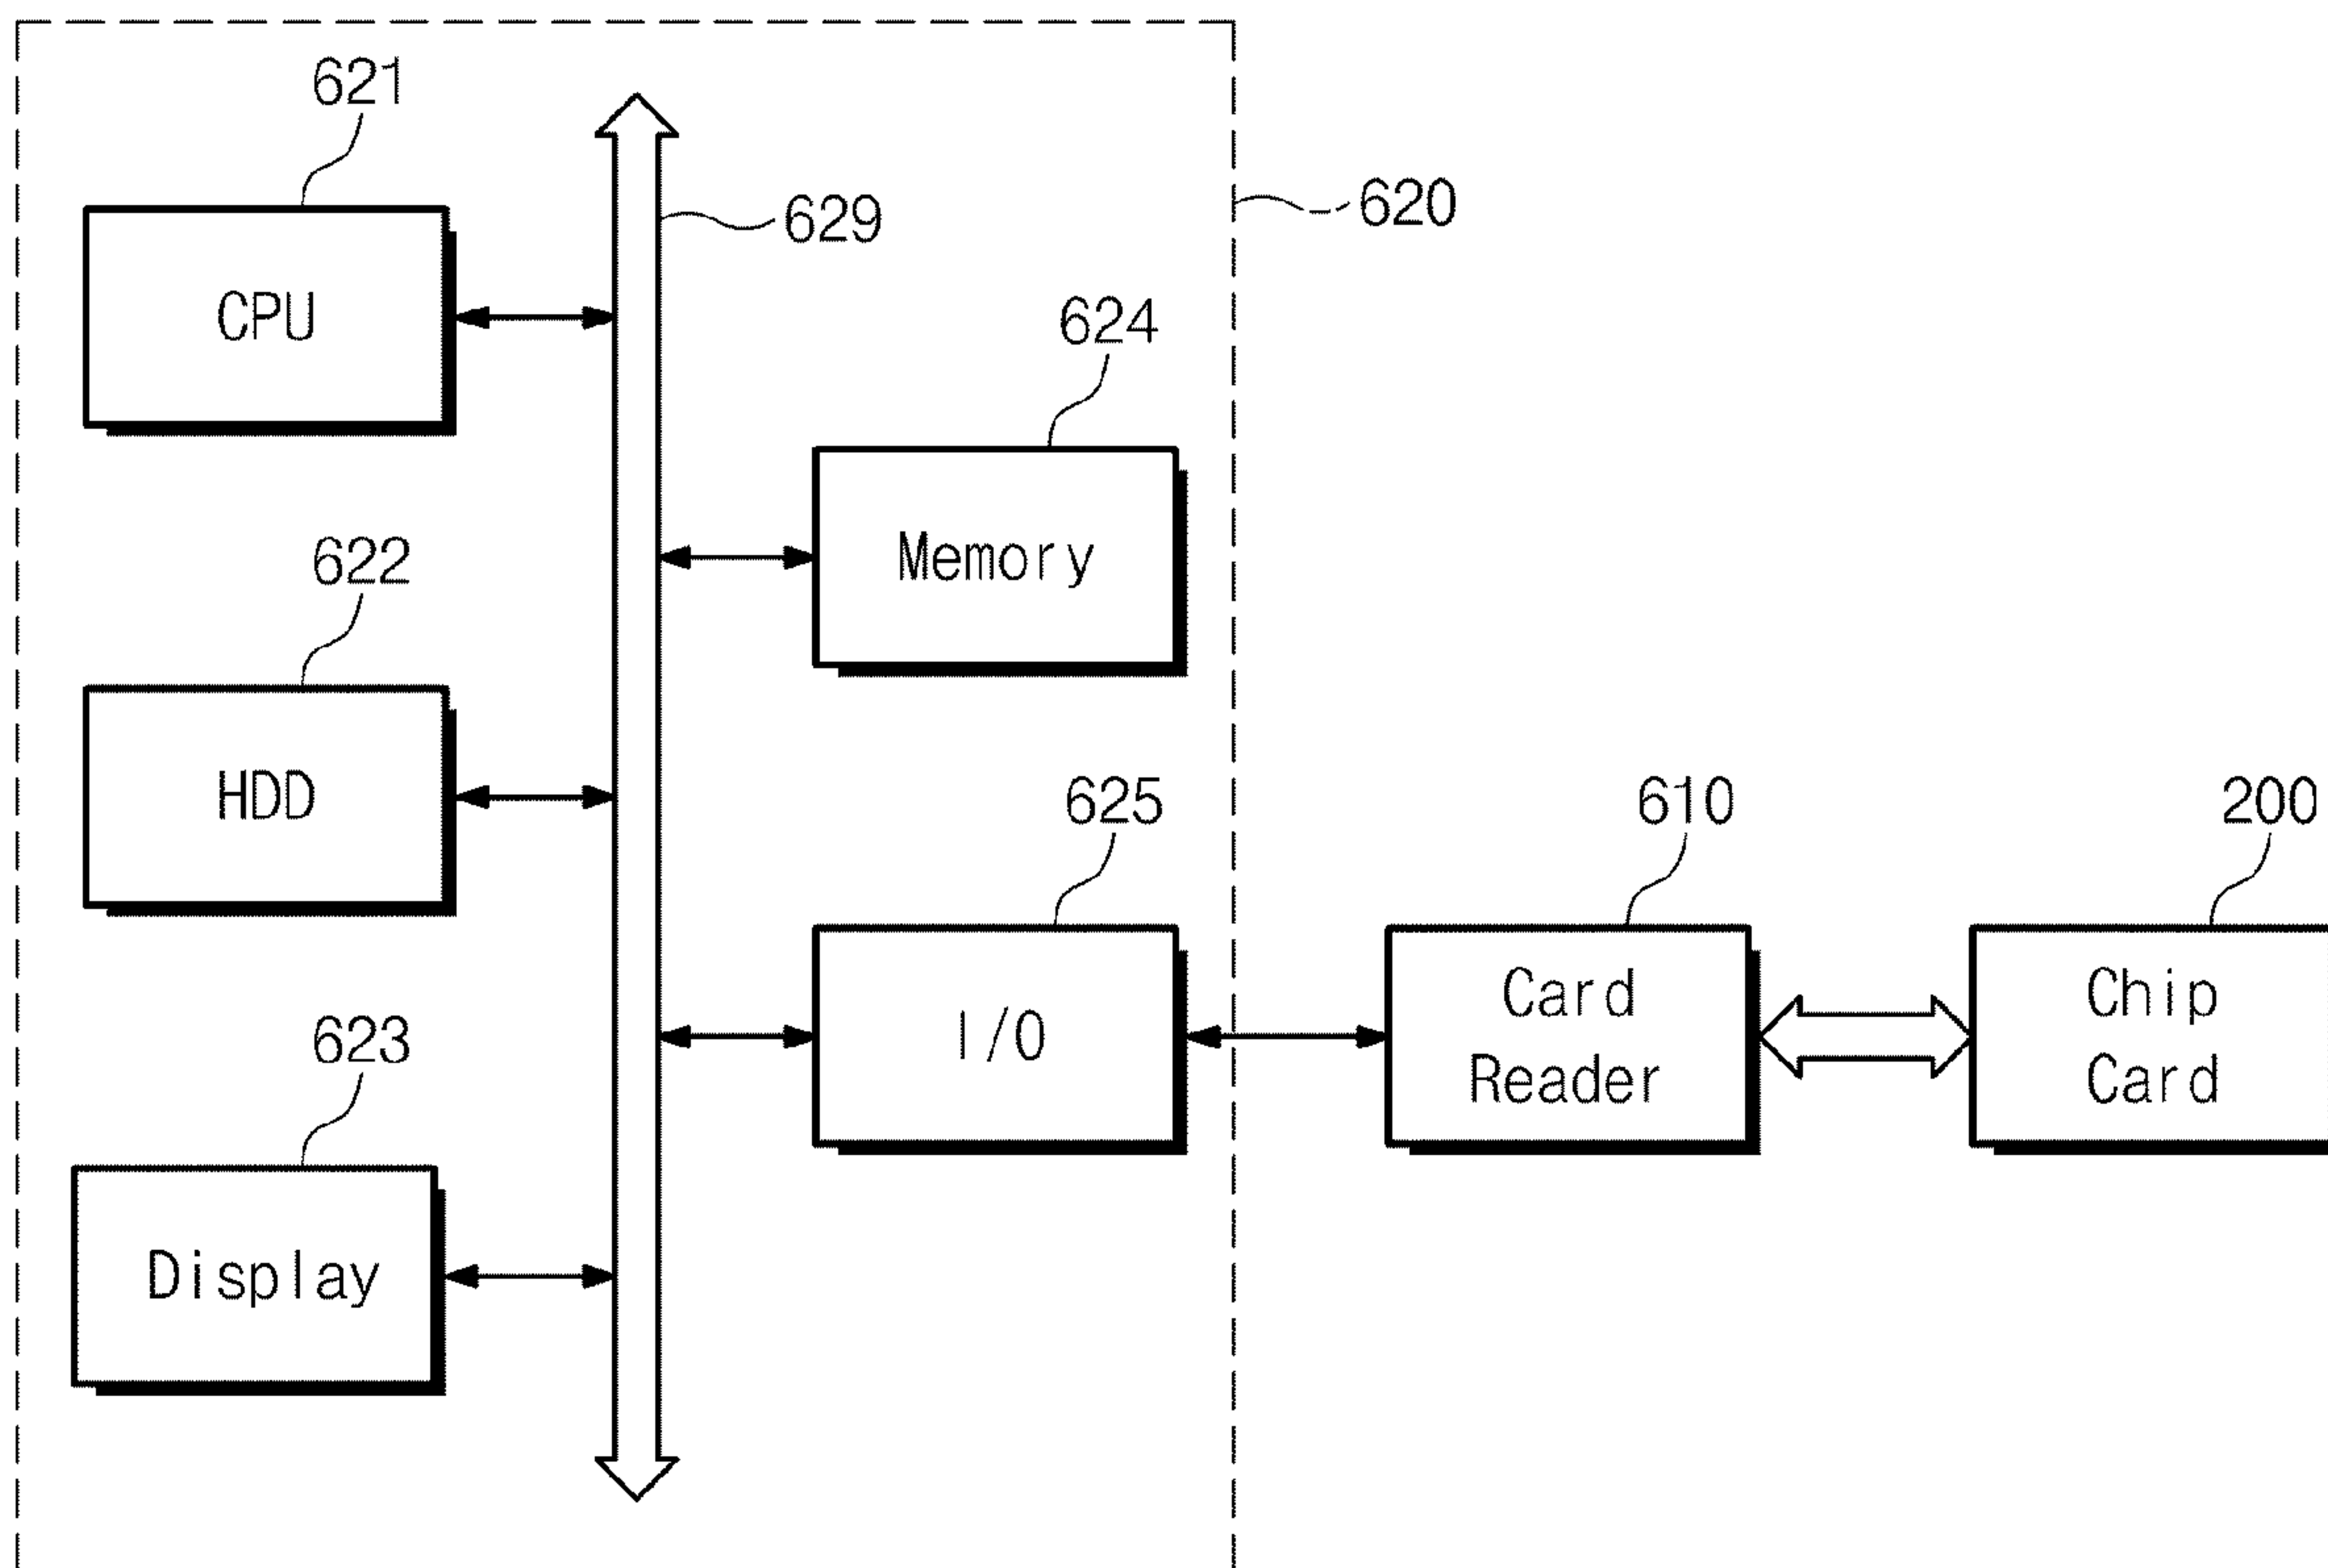 621
CPU
629
620
624
Memory
622
HDD
625
I/O
610
Card
Reader
200
Chip
Card
623
Display